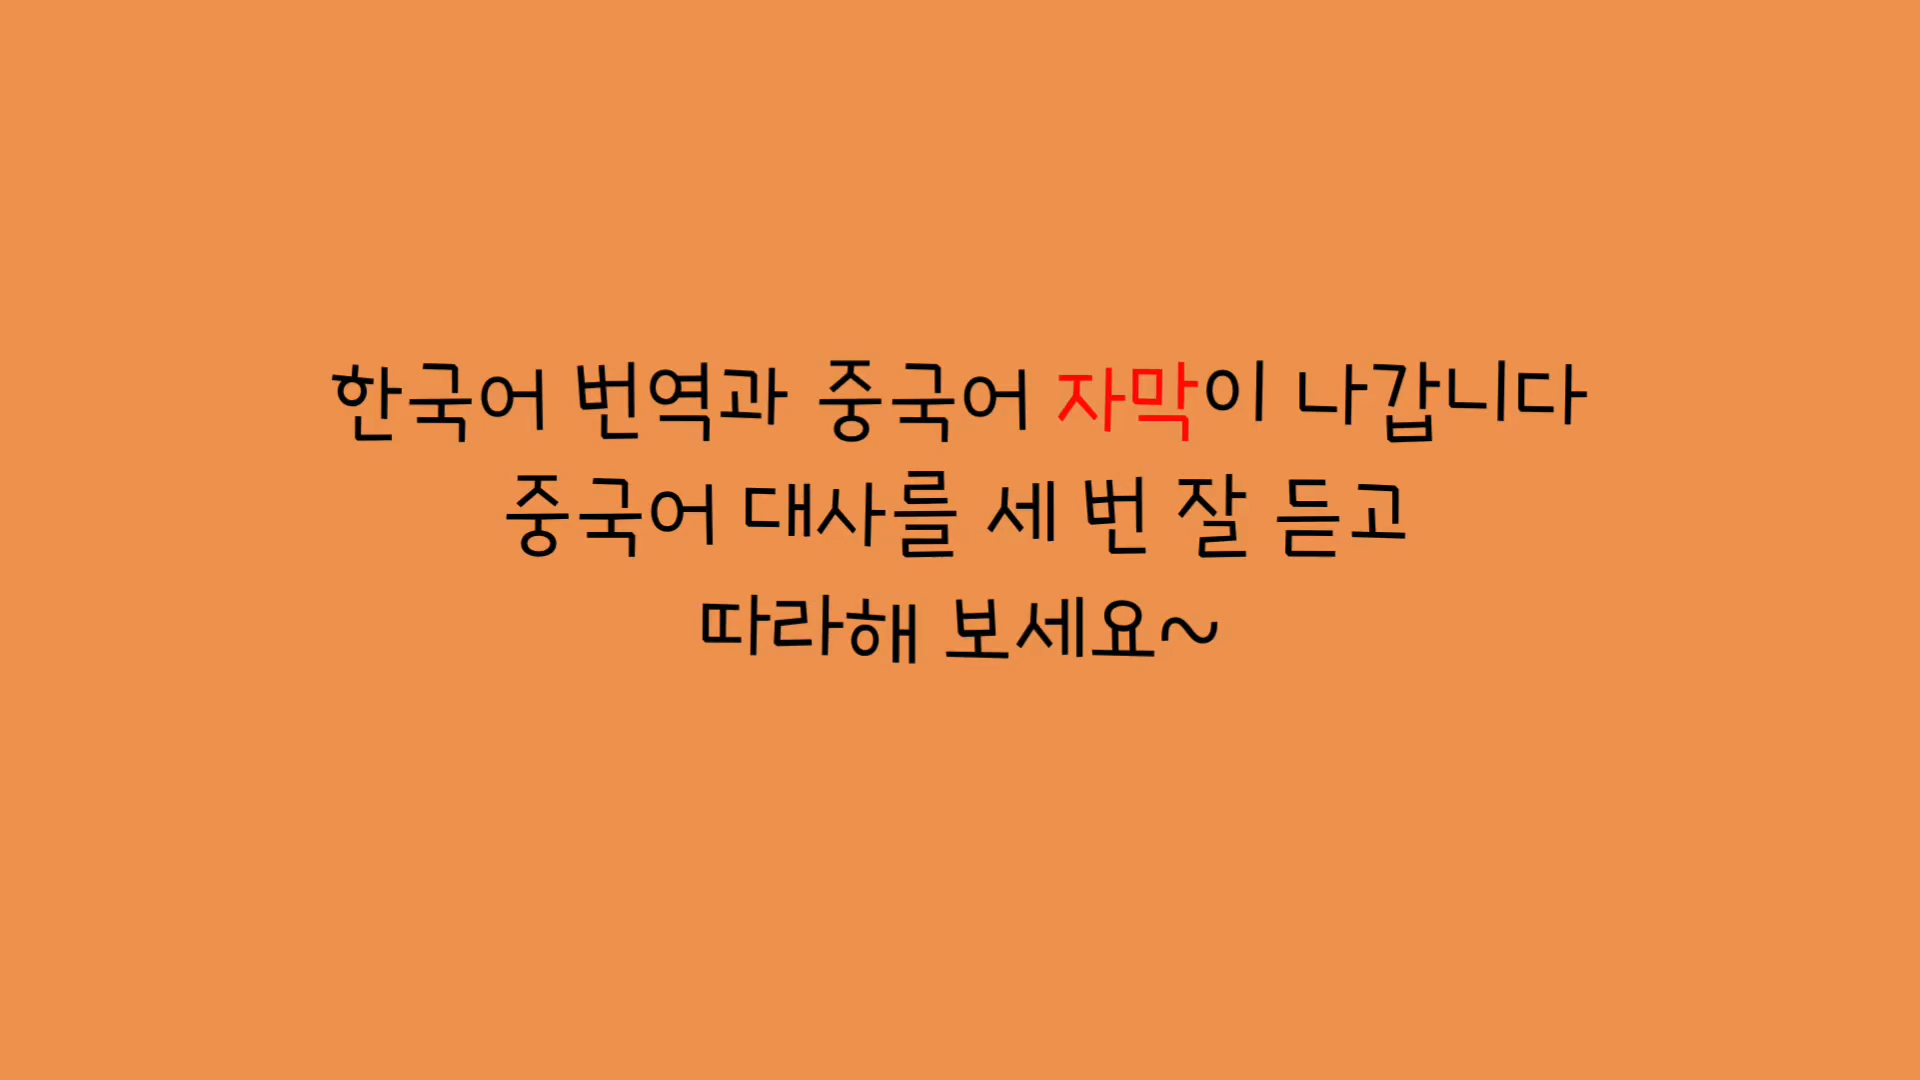 한국어 번역과 중국어 자막이 나갑니다
중국어 대사를 세 번 잘 듣고
따라해 보세요~